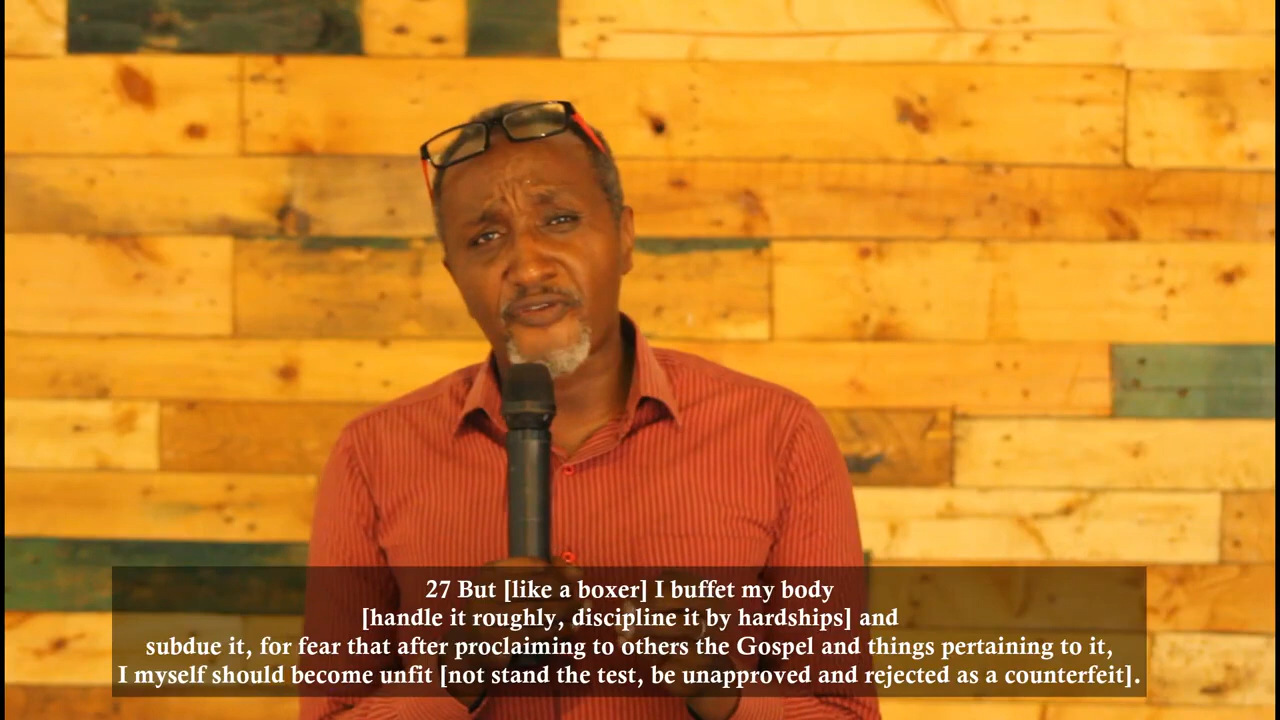 27 But [like a boxer] I buffet my body
[handle it roughly, discipline it by hardships] and
subdue it, for fear that after proclaiming to others the Gospel and things pertaining to it,
I myself should become unfit [not stand the test, be unapproved and rejected as a counterfeit].